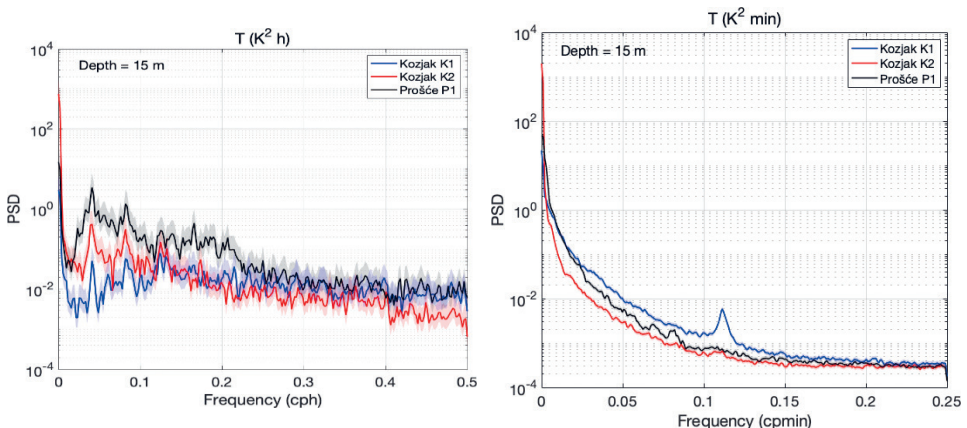 T (K² h)
10⁴
10²
10⁰
10⁻²
10⁻⁴
PSD
Depth = 15 m
Kozjak K1
Kozjak K2
Prošće P1
0
0.1
0.2
0.3
0.4
0.5
Frequency (cph)
T (K² min)
10⁴
10²
10⁰
10⁻²
10⁻⁴
PSD
Depth = 15 m
Kozjak K1
Kozjak K2
Prošće P1
0
0.05
0.1
0.15
0.2
0.25
Frequency (cpmin)